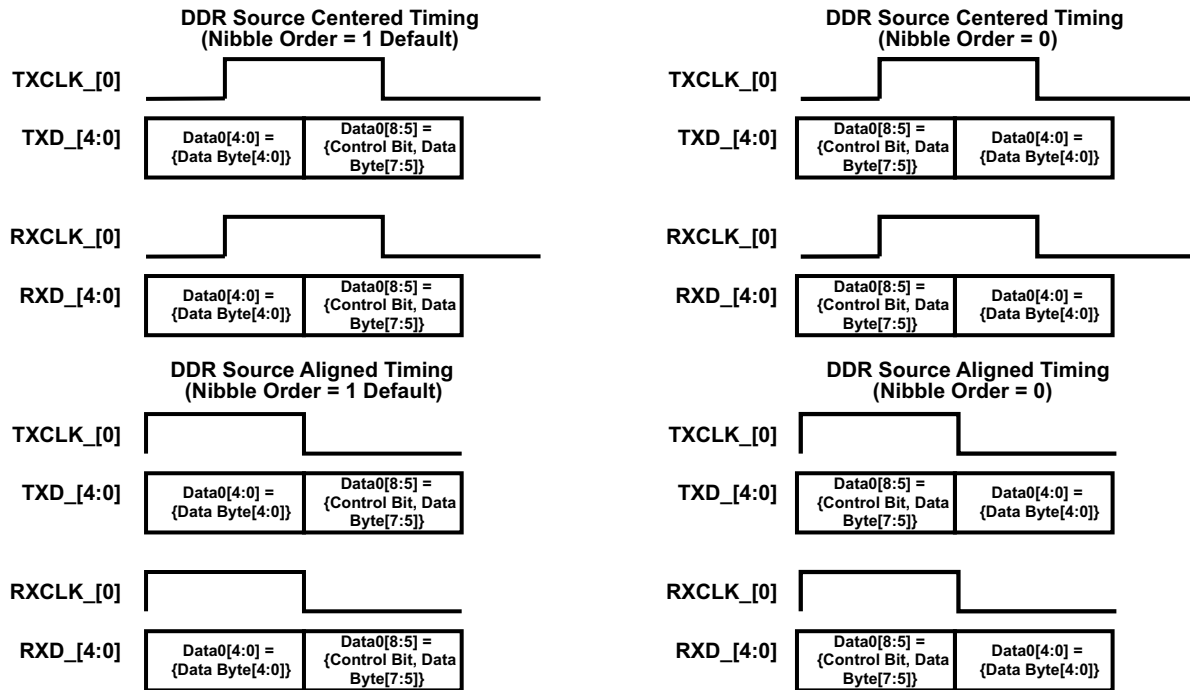 DDR Source Centered Timing
(Nibble Order = 1 Default)
TXCLK_[0]
TXD_[4:0]
Data0[4:0] =
{Data Byte[4:0]}
Data0[8:5] =
{Control Bit, Data
Byte[7:5]}
RXCLK_[0]
RXD_[4:0]
Data0[4:0] =
{Data Byte[4:0]}
Data0[8:5] =
{Control Bit, Data
Byte[7:5]}
DDR Source Centered Timing
(Nibble Order = 0)
TXCLK_[0]
TXD_[4:0]
Data0[8:5] =
{Control Bit, Data
Byte[7:5]}
Data0[4:0] =
{Data Byte[4:0]}
RXCLK_[0]
RXD_[4:0]
Data0[8:5] =
{Control Bit, Data
Byte[7:5]}
Data0[4:0] =
{Data Byte[4:0]}
DDR Source Aligned Timing
(Nibble Order = 1 Default)
TXCLK_[0]
TXD_[4:0]
Data0[4:0] =
{Data Byte[4:0]}
Data0[8:5] =
{Control Bit, Data
Byte[7:5]}
RXCLK_[0]
RXD_[4:0]
Data0[4:0] =
{Data Byte[4:0]}
Data0[8:5] =
{Control Bit, Data
Byte[7:5]}
DDR Source Aligned Timing
(Nibble Order = 0)
TXCLK_[0]
TXD_[4:0]
Data0[8:5] =
{Control Bit, Data
Byte[7:5]}
Data0[4:0] =
{Data Byte[4:0]}
RXCLK_[0]
RXD_[4:0]
Data0[8:5] =
{Control Bit, Data
Byte[7:5]}
Data0[4:0] =
{Data Byte[4:0]}